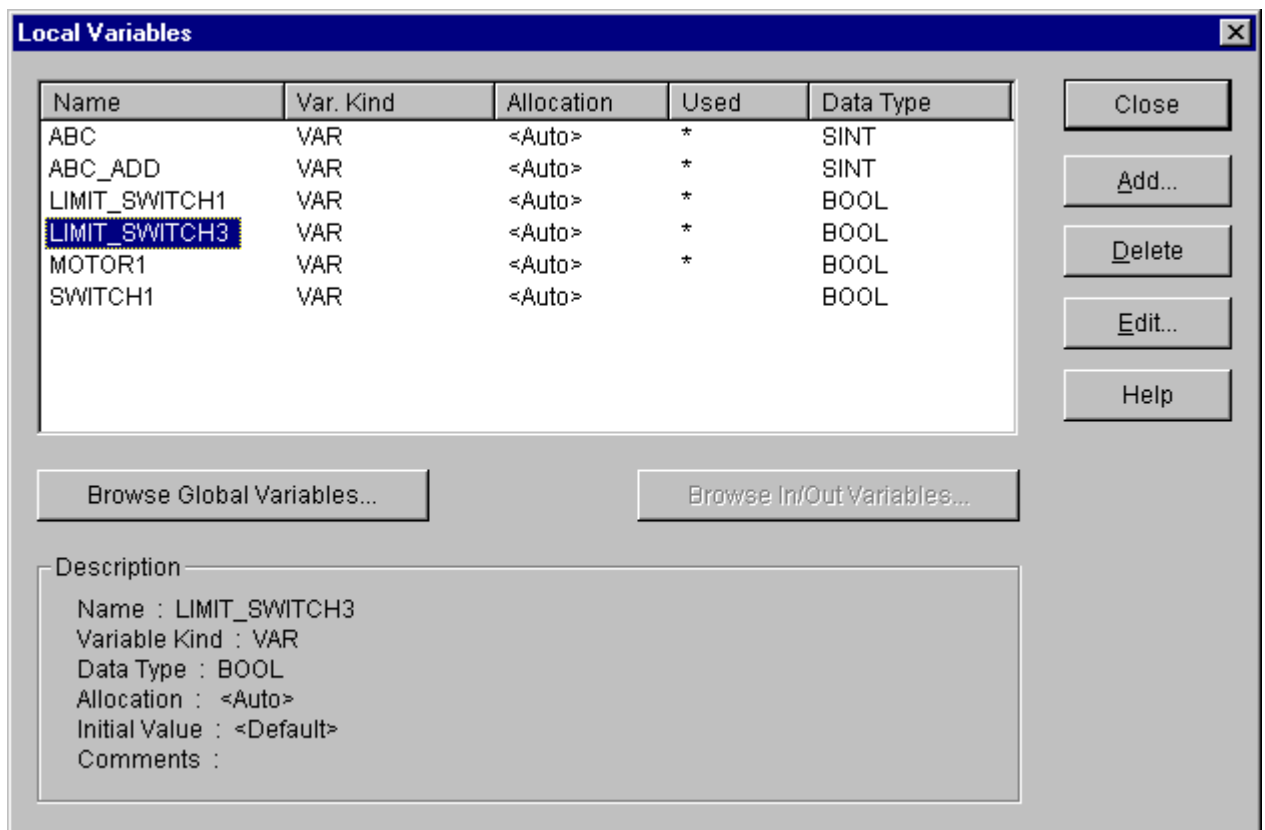 Local Variables
Name Var. Kind Allocation Used Data Type
ABC VAR <Auto> * SINT
ABC_ADD VAR <Auto> * SINT
LIMIT_SWITCH1 VAR <Auto> * BOOL
LIMIT_SWITCH3 VAR <Auto> * BOOL
MOTOR1 VAR <Auto> * BOOL
SWITCH1 VAR <Auto> BOOL
Close
Add...
Delete
Edit...
Help
Browse Global Variables... Browse In/Out Variables...
Description
Name : LIMIT_SWITCH3
Variable Kind : VAR
Data Type : BOOL
Allocation : <Auto>
Initial Value : <Default>
Comments :